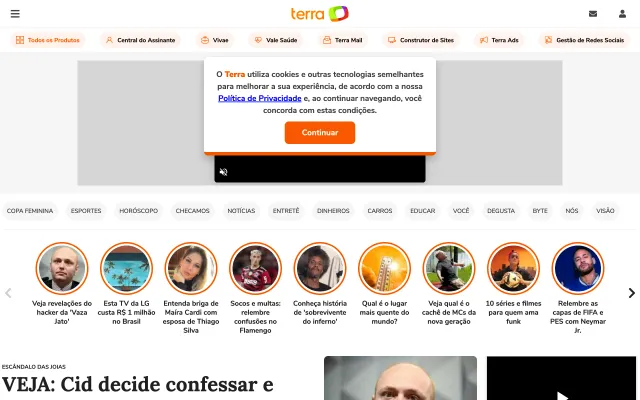 terra
Todos os Produtos
Central do Assinante
Vivae
Vale Saúde
Terra Mail
Construtor de Sites
Terra Ads
Gestão de Redes Sociais
O Terra utiliza cookies e outras tecnologias semelhantes
para melhorar a sua experiência, de acordo com a nossa
Política de Privacidade e, ao continuar navegando, você
concorda com estas condições.
Continuar
COPA FEMININA
ESPORTES
HORÓSCOPO
CHECAMOS
NOTÍCIAS
ENTRETÊ
DINHEIROS
CARROS
EDUCAR
VOCÊ
DEGUSTA
BYTE
NÓS
VISÃO
Veja revelações do
hacker da 'Vaza
Jato'
Esta TV da LG
custa R$ 1 milhão
no Brasil
Entenda briga de
Maíra Cardi com
esposa de Thiago
Silva
Socos e multas:
relembre
confusões no
Flamengo
Conheça história
de 'sobrevivente
do inferno'
Qual é o lugar
mais quente do
mundo?
Veja qual é o
cachê de MCs da
nova geração
10 séries e filmes
para quem ama
funk
Relembre as
capas de FIFA e
PES com Neymar
Jr.
ESCÂNDALO DAS JOIAS
VEJA: Cid decide confessar e